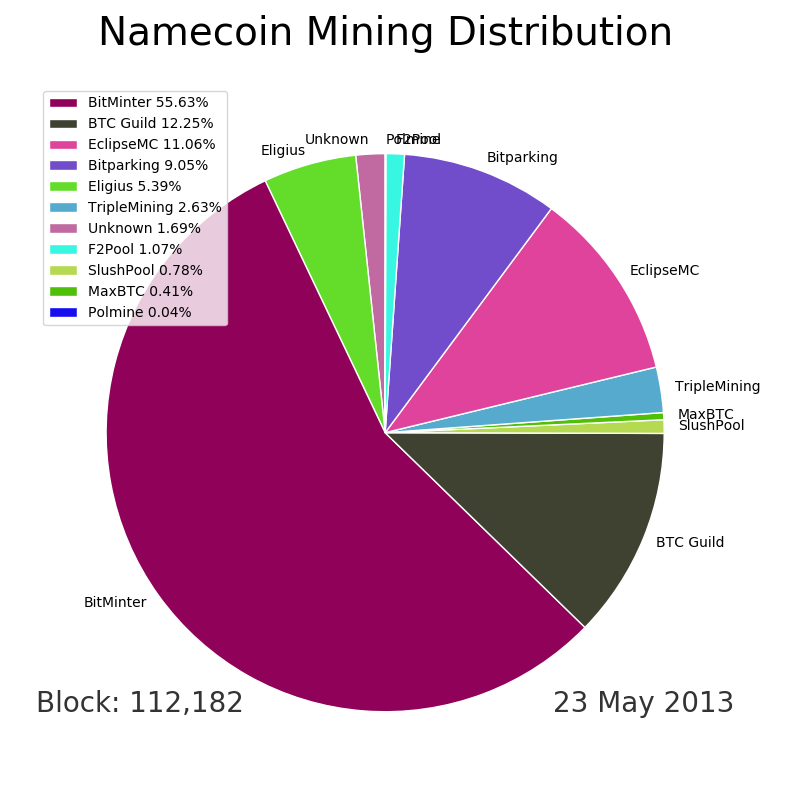 Namecoin Mining Distribution
BitMinter 55.63%
BTC Guild 12.25%
EclipseMC 11.06%
Bitparking 9.05%
Eligius 5.39%
TripleMining 2.63%
Unknown 1.69%
F2Pool 1.07%
SlushPool 0.78%
MaxBTC 0.41%
Polmine 0.04%
Eligius
Unknown
Polmine
F2Pool
Bitparking
EclipseMC
TripleMining
MaxBTC
SlushPool
BTC Guild
BitMinter
Block: 112,182
23 May 2013